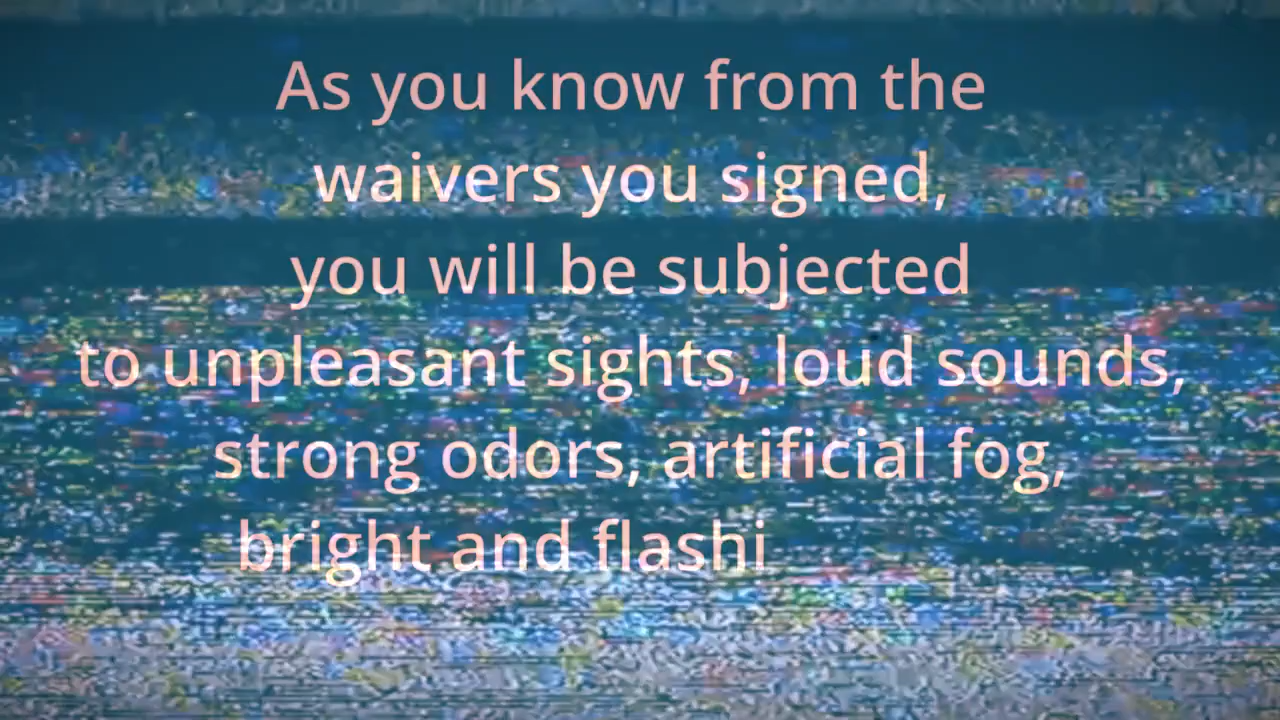 As you know from the
waivers you signed,
you will be subjected
to unpleasant sights, loud sounds,
strong odors, artificial fog,
bright and flashi